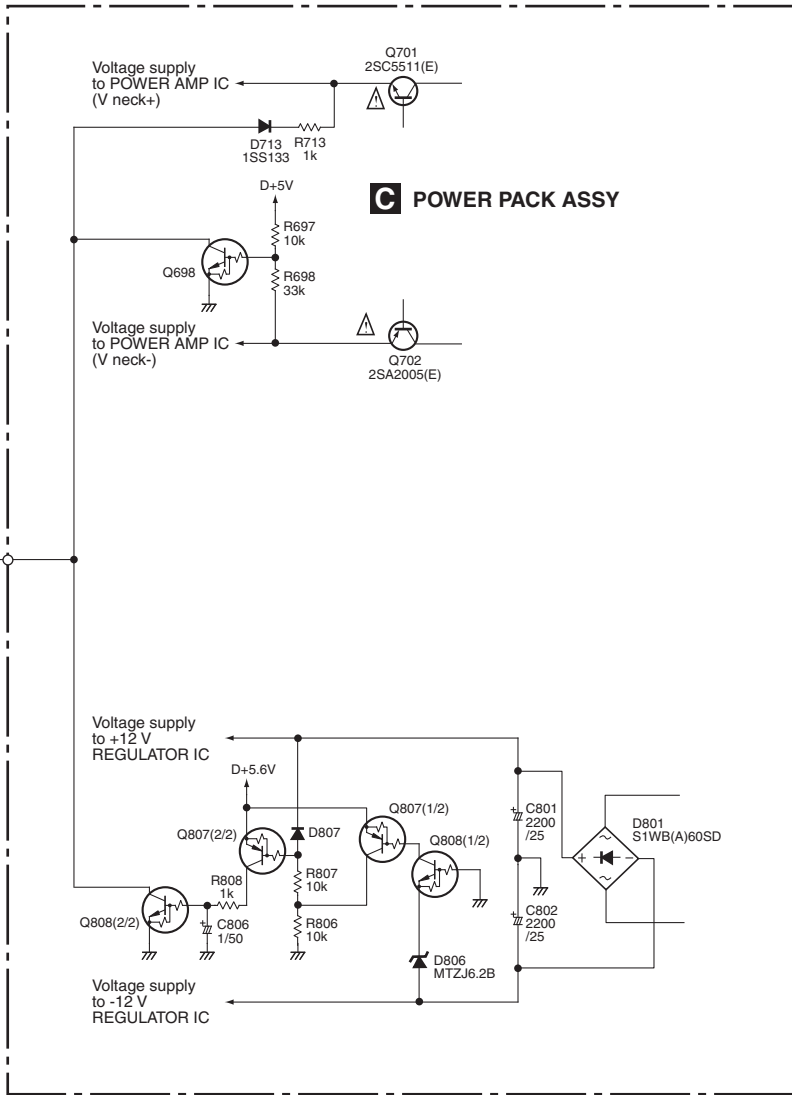 Q701
2SC5511(E)
Voltage supply
to POWER AMP IC
(V neck+)
D713
1SS133
R713
1k
D+5V
C POWER PACK ASSY
R697
10k
Q698
R698
33k
Voltage supply
to POWER AMP IC
(V neck-)
Q702
2SA2005(E)
Voltage supply
to +12 V
REGULATOR IC
D+5.6V
Q807(2/2)
D807
Q807(1/2)
Q808(1/2)
C801
2200
/25
D801
S1WB(A)60SD
+
-
R808
1k
R807
10k
Q808(2/2)
C806
1/50
R806
10k
C802
2200
/25
D806
MTZJ6.2B
Voltage supply
to -12 V
REGULATOR IC